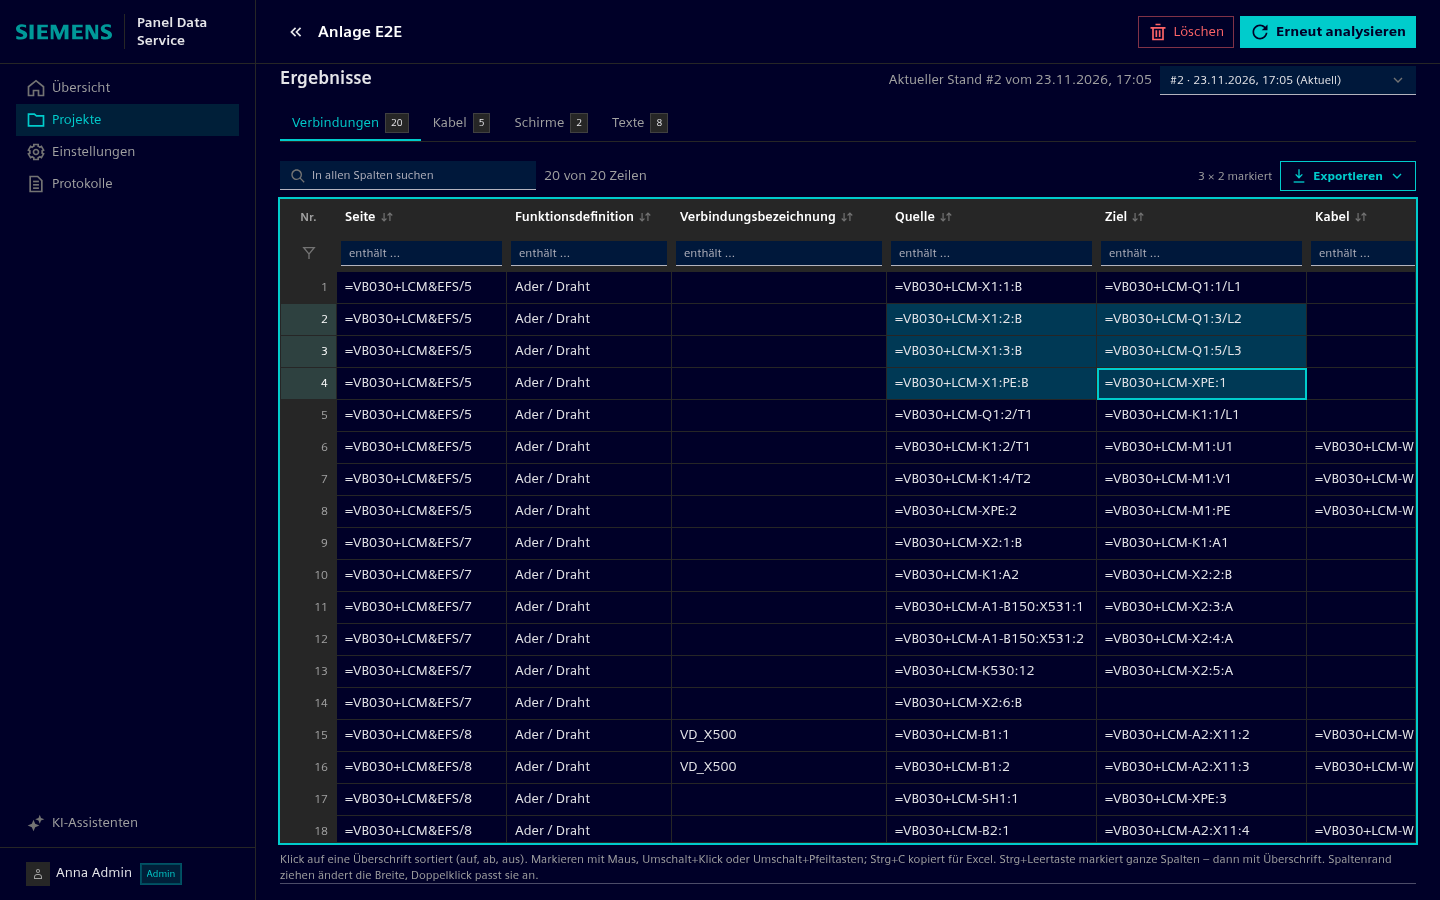 SIEMENS
Panel Data Service
Anlage E2E
Löschen
Erneut analysieren
Übersicht
Projekte
Einstellungen
Protokolle
Ergebnisse
Aktueller Stand #2 vom 23.11.2026, 17:05
#2 · 23.11.2026, 17:05 (Aktuell)
Verbindungen 20 Kabel 5 Schirme 2 Texte 8
In allen Spalten suchen
20 von 20 Zeilen
3 × 2 markiert
Exportieren
Nr. Seite Funktionsdefinition Verbindungsbezeichnung Quelle Ziel Kabel
enthält ... enthält ... enthält ... enthält ... enthält ... enthält ...
1 =VB030+LCM&EFS/5 Ader / Draht =VB030+LCM-X1:1:B =VB030+LCM-Q1:1/L1
2 =VB030+LCM&EFS/5 Ader / Draht =VB030+LCM-X1:2:B =VB030+LCM-Q1:3/L2
3 =VB030+LCM&EFS/5 Ader / Draht =VB030+LCM-X1:3:B =VB030+LCM-Q1:5/L3
4 =VB030+LCM&EFS/5 Ader / Draht =VB030+LCM-X1:PE:B =VB030+LCM-XPE:1
5 =VB030+LCM&EFS/5 Ader / Draht =VB030+LCM-Q1:2/T1 =VB030+LCM-K1:1/L1
6 =VB030+LCM&EFS/5 Ader / Draht =VB030+LCM-K1:2/T1 =VB030+LCM-M1:U1 =VB030+LCM-W
7 =VB030+LCM&EFS/5 Ader / Draht =VB030+LCM-K1:4/T2 =VB030+LCM-M1:V1 =VB030+LCM-W
8 =VB030+LCM&EFS/5 Ader / Draht =VB030+LCM-XPE:2 =VB030+LCM-M1:PE =VB030+LCM-W
9 =VB030+LCM&EFS/7 Ader / Draht =VB030+LCM-X2:1:B =VB030+LCM-K1:A1
10 =VB030+LCM&EFS/7 Ader / Draht =VB030+LCM-K1:A2 =VB030+LCM-X2:2:B
11 =VB030+LCM&EFS/7 Ader / Draht =VB030+LCM-A1-B150:X531:1 =VB030+LCM-X2:3:A
12 =VB030+LCM&EFS/7 Ader / Draht =VB030+LCM-A1-B150:X531:2 =VB030+LCM-X2:4:A
13 =VB030+LCM&EFS/7 Ader / Draht =VB030+LCM-K530:12 =VB030+LCM-X2:5:A
14 =VB030+LCM&EFS/7 Ader / Draht =VB030+LCM-X2:6:B
15 =VB030+LCM&EFS/8 Ader / Draht VD_X500 =VB030+LCM-B1:1 =VB030+LCM-A2:X11:2 =VB030+LCM-W
16 =VB030+LCM&EFS/8 Ader / Draht VD_X500 =VB030+LCM-B1:2 =VB030+LCM-A2:X11:3 =VB030+LCM-W
17 =VB030+LCM&EFS/8 Ader / Draht =VB030+LCM-SH1:1 =VB030+LCM-XPE:3
18 =VB030+LCM&EFS/8 Ader / Draht =VB030+LCM-B2:1 =VB030+LCM-A2:X11:4 =VB030+LCM-W
Klick auf eine Überschrift sortiert (auf, ab, aus). Markieren mit Maus, Umschalt+Klick oder Umschalt+Pfeiltasten; Strg+C kopiert für Excel. Strg+Leertaste markiert ganze Spalten – dann mit Überschrift. Spaltenrand
ziehen ändert die Breite, Doppelklick passt sie an.
KI-Assistenten
Anna Admin Admin